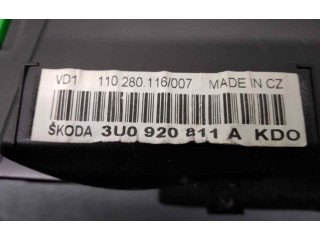 VD1 110 280.116/007 MADE IN CZ
ŠKODA 3U0 920 811 A KDO